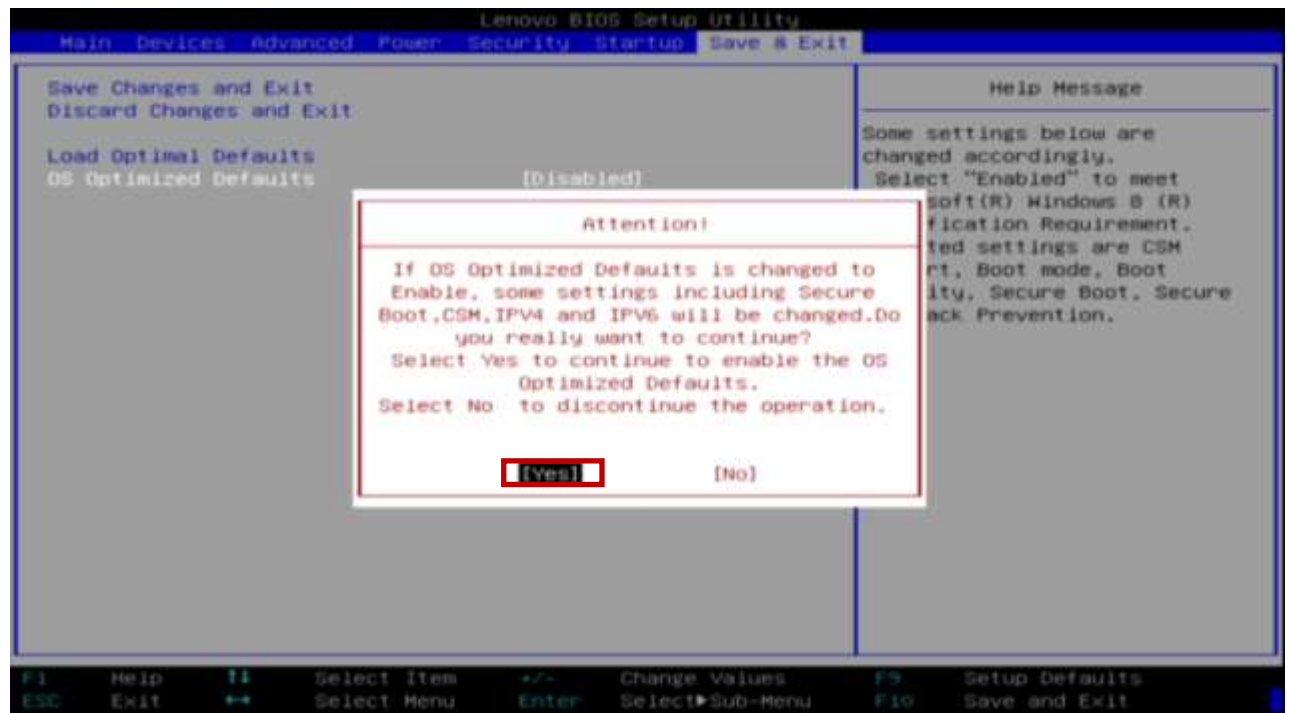 Lenovo BIOS Setup Utility
Main Devices Advanced Power Security Startup Save & Exit
Save Changes and Exit
Discard Changes and Exit
Load Optimal Defaults
OS Optimized Defaults [Disabled]
Help Message
Some settings below are
changed accordingly.
Select "Enabled" to meet
soft(R) Windows 8 (R)
fication Requirement.
ted settings are CSM
rt, Boot mode, Boot
ity, Secure Boot, Secure
ack Prevention.
Attention!
If OS Optimized Defaults is changed to
Enable, some settings including Secure
Boot,CSM,IPV4 and IPV6 will be changed.Do
you really want to continue?
Select Yes to continue to enable the OS
Optimized Defaults.
Select No to discontinue the operation.
[Yes] [No]
F1 Help ↑↓ Select Item +/- Change Values F9 Setup Defaults
ESC Exit ←→ Select Menu Enter Select▶Sub-Menu F10 Save and Exit